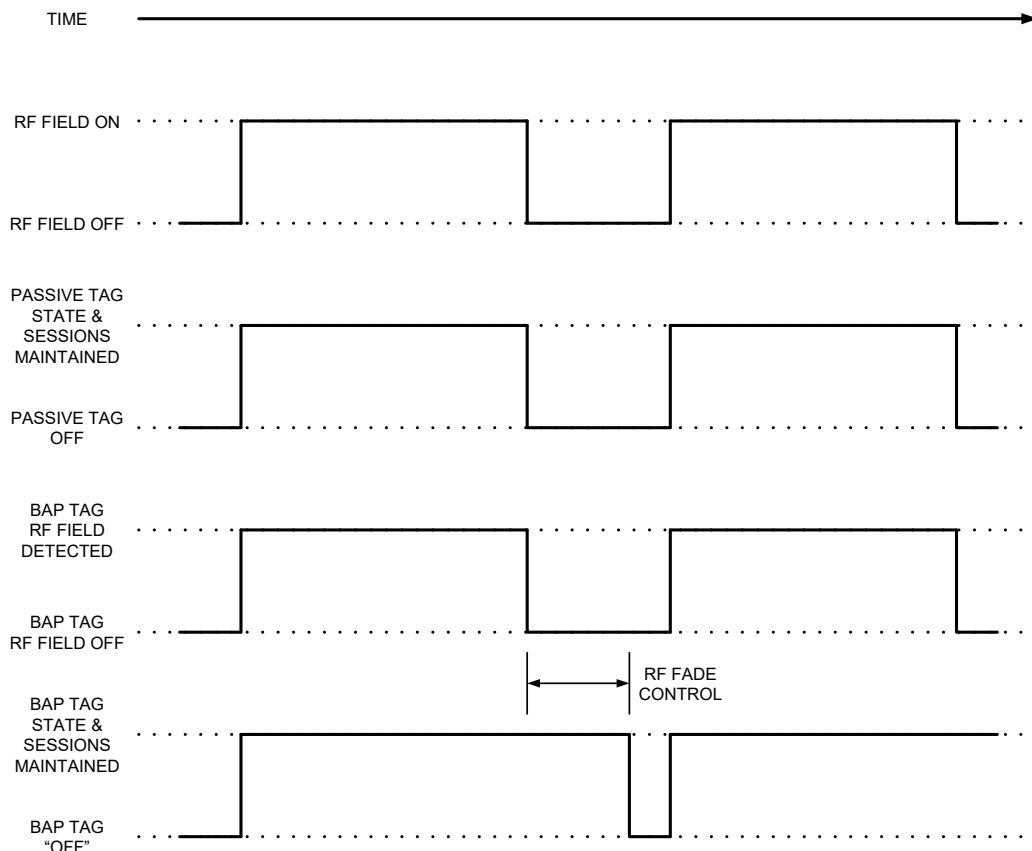 TIME
RF FIELD ON
RF FIELD OFF
PASSIVE TAG
STATE &
SESSIONS
MAINTAINED
PASSIVE TAG
OFF
BAP TAG
RF FIELD
DETECTED
BAP TAG
RF FIELD OFF
RF FADE
CONTROL
BAP TAG
STATE &
SESSIONS
MAINTAINED
BAP TAG
“OFF”